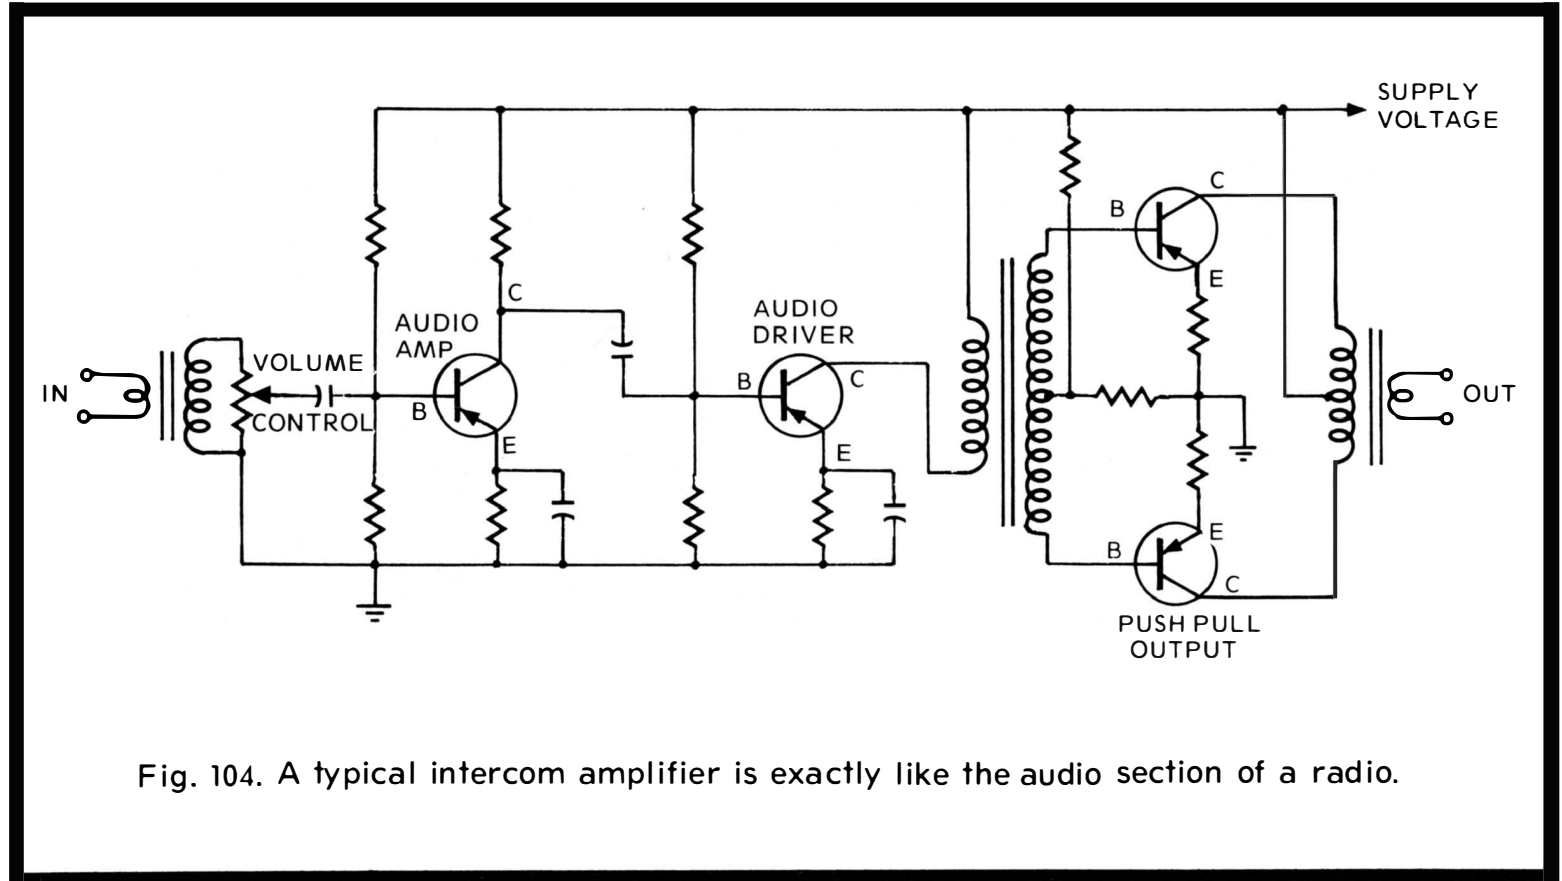 SUPPLY
VOLTAGE
C
B
E
C
AUDIO
AMP
AUDIO
DRIVER
VOLUME
CONTROL
IN
B
E
B
C
E
OUT
B
E
C
PUSH PULL
OUTPUT
Fig. 104. A typical intercom amplifier is exactly like the audio section of a radio.